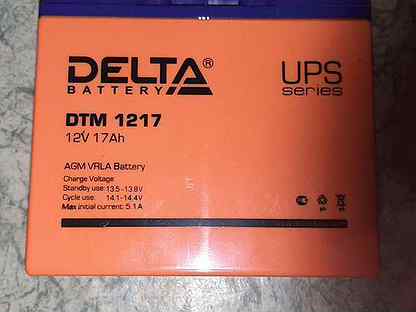 DELTA®
BATTERY
UPS
series
DTM 1217
12V 17Ah
AGM VRLA Battery
Charge Voltage:
Standby use: 13.5-13.8V
Cycle use: 14.1-14.4V
Max initial current: 5.1A